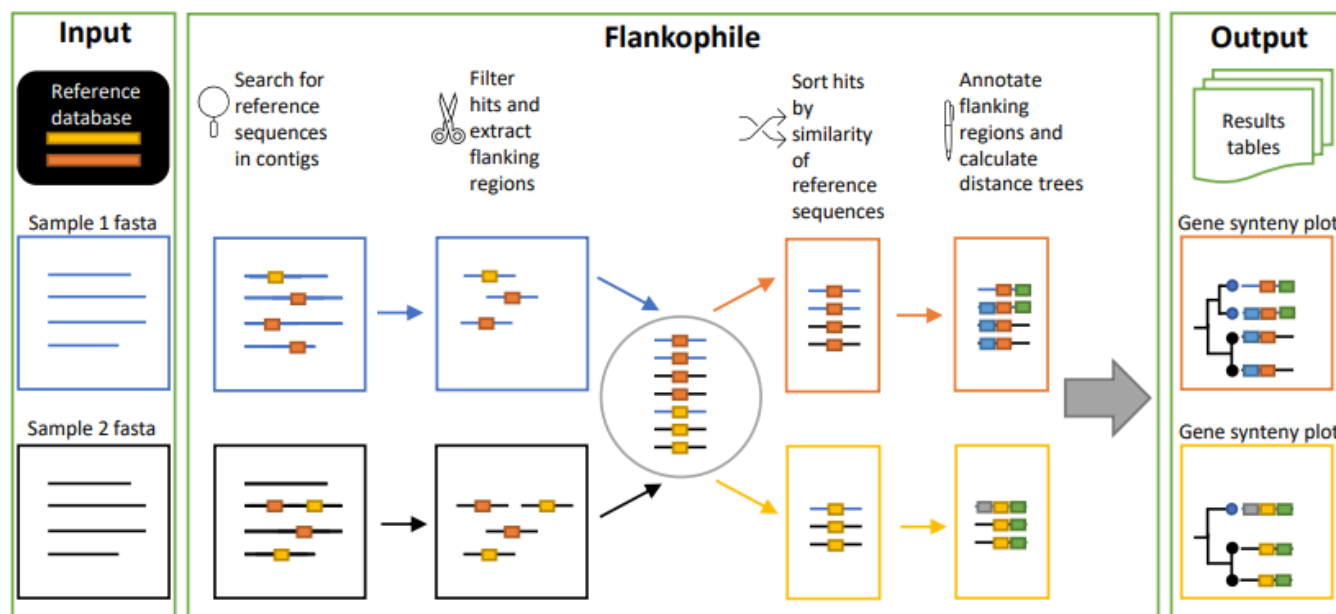 Input
Reference
database
Sample 1 fasta
Sample 2 fasta
Flankophile
Search for
reference
sequences
in contigs
Filter
hits and
extract
flanking
regions
Sort hits
by
similarity
of
reference
sequences
Annotate
flanking
regions and
calculate
distance trees
Output
Results
tables
Gene synteny plot
Gene synteny plot